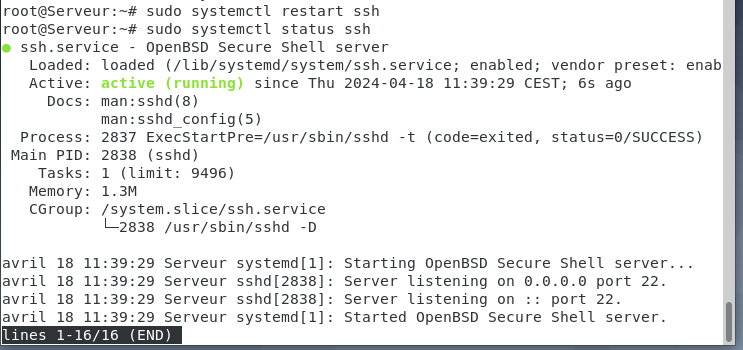 root@Serveur:~# sudo systemctl restart ssh
root@Serveur:~# sudo systemctl status ssh
● ssh.service - OpenBSD Secure Shell server
   Loaded: loaded (/lib/systemd/system/ssh.service; enabled; vendor preset: enab
   Active: active (running) since Thu 2024-04-18 11:39:29 CEST; 6s ago
     Docs: man:sshd(8)
           man:sshd_config(5)
  Process: 2837 ExecStartPre=/usr/sbin/sshd -t (code=exited, status=0/SUCCESS)
 Main PID: 2838 (sshd)
    Tasks: 1 (limit: 9496)
   Memory: 1.3M
   CGroup: /system.slice/ssh.service
           └─2838 /usr/sbin/sshd -D

avril 18 11:39:29 Serveur systemd[1]: Starting OpenBSD Secure Shell server...
avril 18 11:39:29 Serveur sshd[2838]: Server listening on 0.0.0.0 port 22.
avril 18 11:39:29 Serveur sshd[2838]: Server listening on :: port 22.
avril 18 11:39:29 Serveur systemd[1]: Started OpenBSD Secure Shell server.
lines 1-16/16 (END)